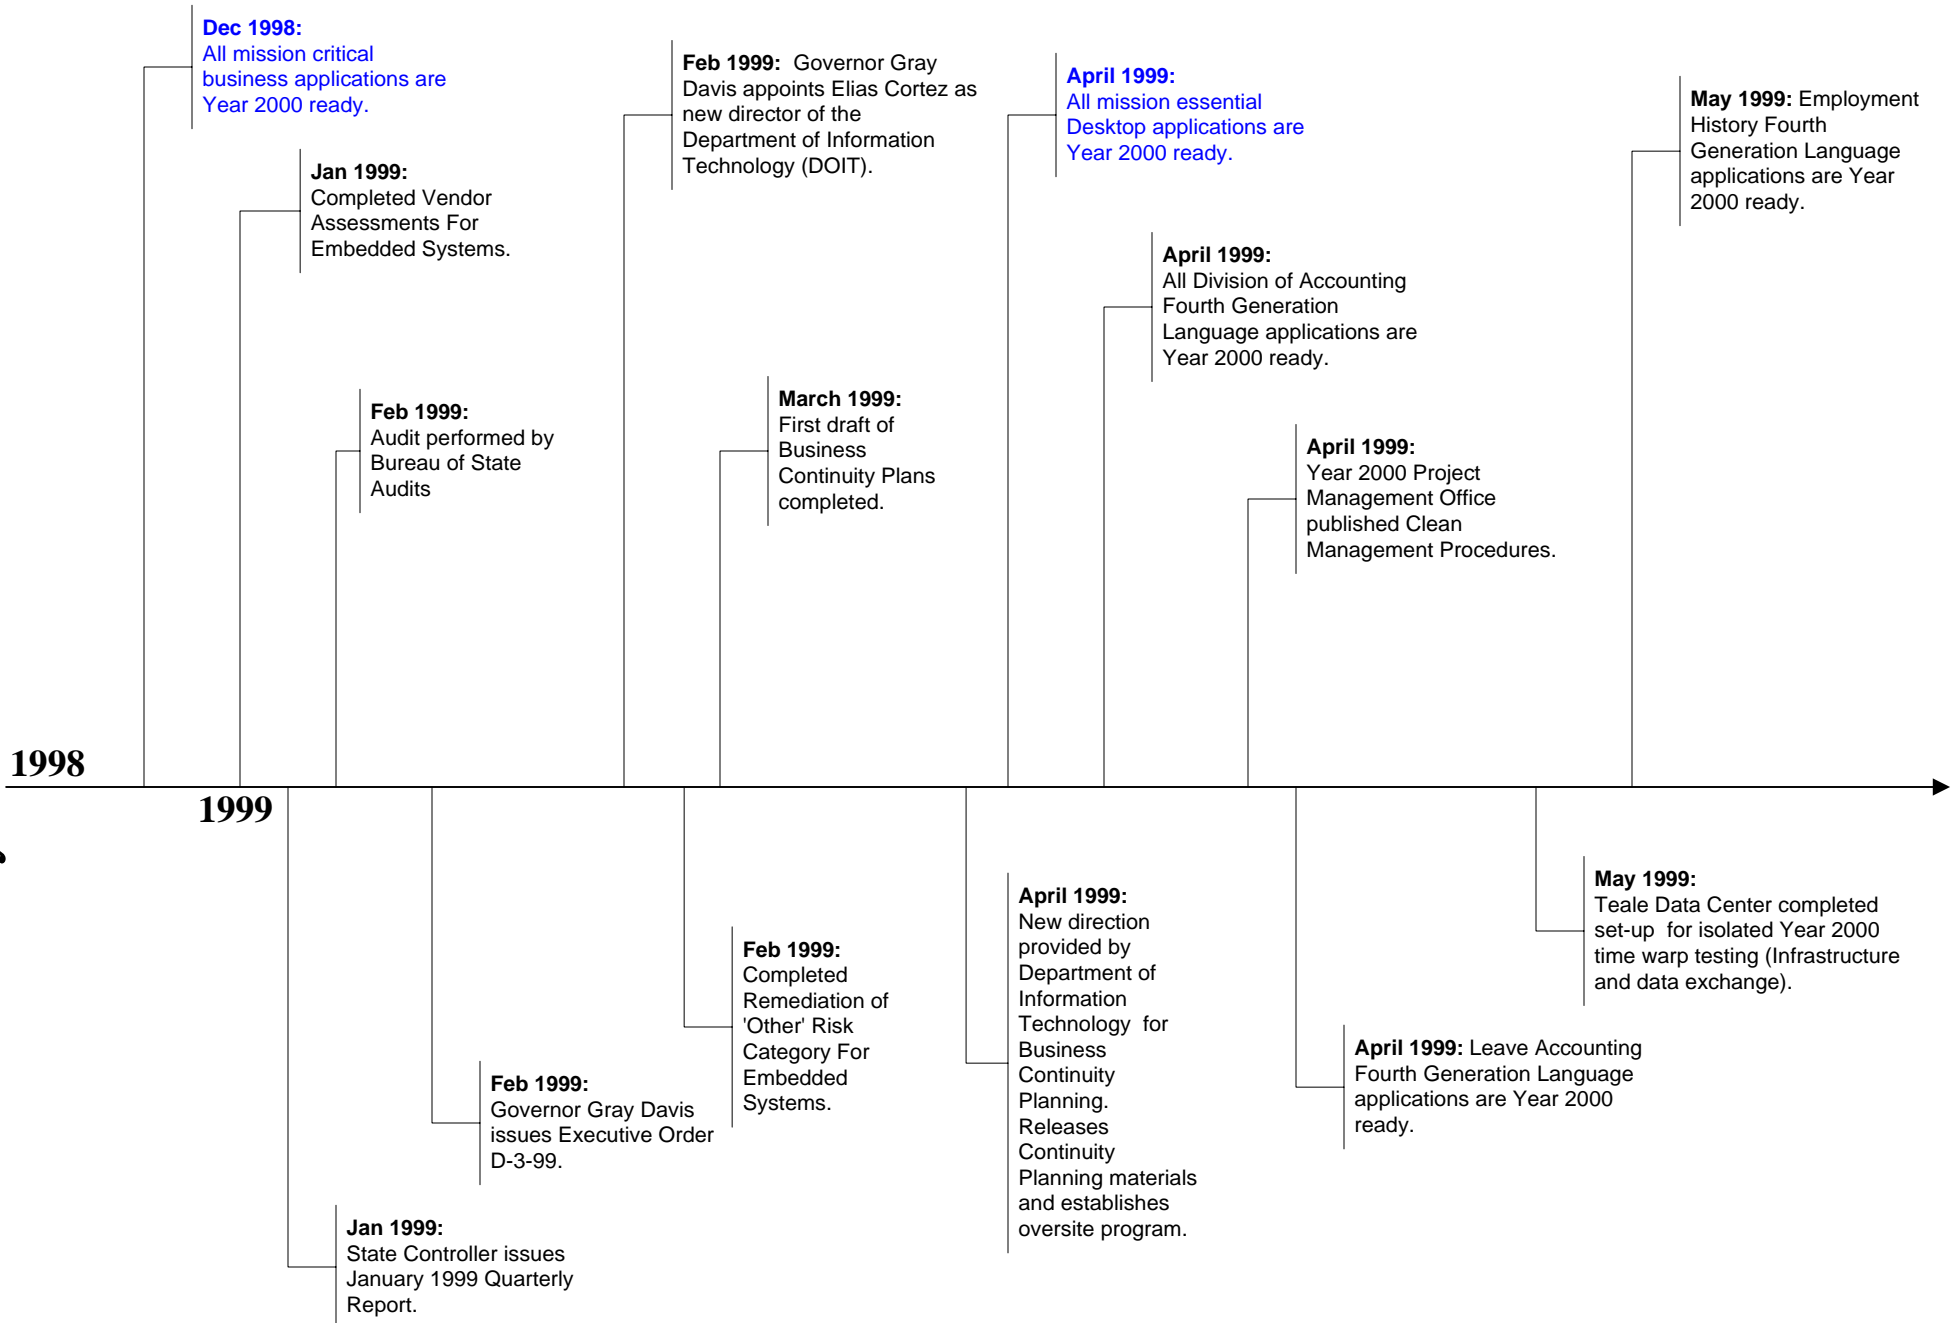 Dec 1998:
All mission critical
business applications are
Year 2000 ready.
Jan 1999:
Completed Vendor
Assessments For
Embedded Systems.
Feb 1999:
Audit performed by
Bureau of State
Audits
Feb 1999:  Governor Gray
Davis appoints Elias Cortez as
new director of the
Department of Information
Technology (DOIT).
March 1999:
First draft of
Business
Continuity Plans
completed.
April 1999:
All mission essential
Desktop applications are
Year 2000 ready.
April 1999:
All Division of Accounting
Fourth Generation
Language applications are
Year 2000 ready.
April 1999:
Year 2000 Project
Management Office
published Clean
Management Procedures.
May 1999: Employment
History Fourth
Generation Language
applications are Year
2000 ready.
1998
1999
Jan 1999:
State Controller issues
January 1999 Quarterly
Report.
Feb 1999:
Governor Gray Davis
issues Executive Order
D-3-99.
Feb 1999:
Completed
Remediation of
'Other' Risk
Category For
Embedded
Systems.
April 1999:
New direction
provided by
Department of
Information
Technology  for
Business
Continuity
Planning.
Releases
Continuity
Planning materials
and establishes
oversite program.
April 1999: Leave Accounting
Fourth Generation Language
applications are Year 2000
ready.
May 1999:
Teale Data Center completed
set-up  for isolated Year 2000
time warp testing (Infrastructure
and data exchange).